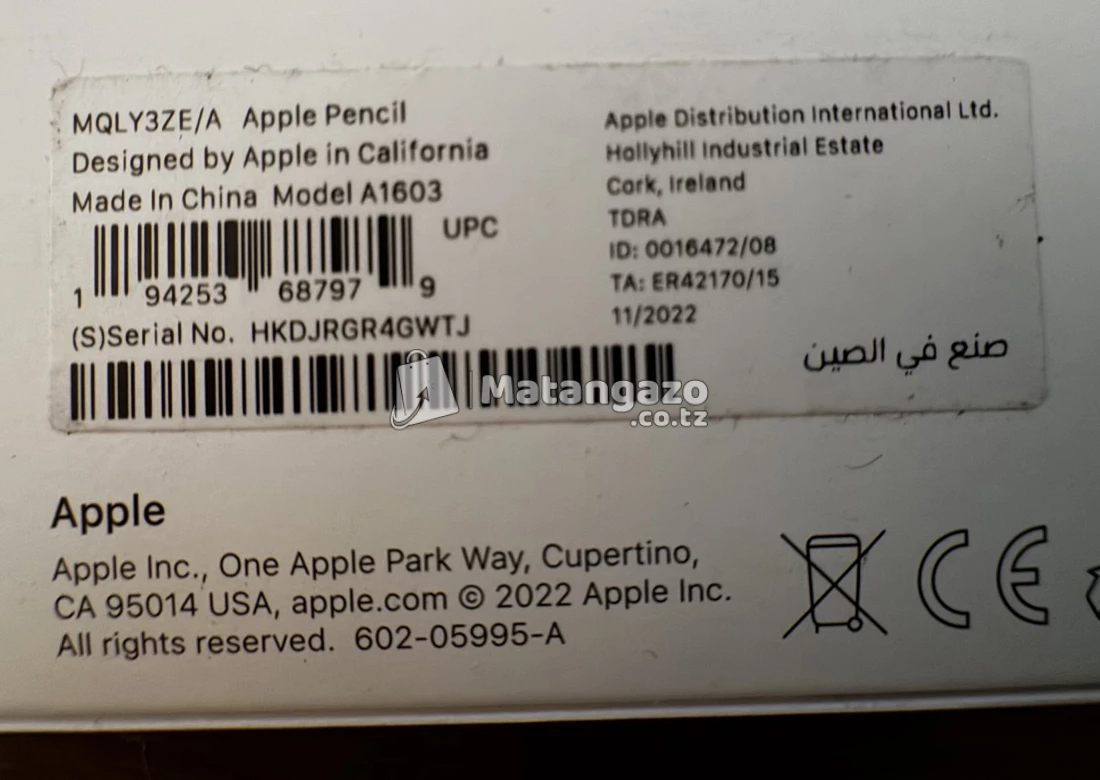 MQLY3ZE/A Apple Pencil
Designed by Apple in California
Made In China Model A1603
UPC
1 94253 68797 9
(S)Serial No. HKDJRGR4GWTJ
Apple Distribution International Ltd.
Hollyhill Industrial Estate
Cork, Ireland
TDRA
ID: 0016472/08
TA: ER42170/15
11/2022
صنع في الصين
Matangazo
.co.tz
Apple
Apple Inc., One Apple Park Way, Cupertino,
CA 95014 USA, apple.com © 2022 Apple Inc.
All rights reserved. 602-05995-A
CE